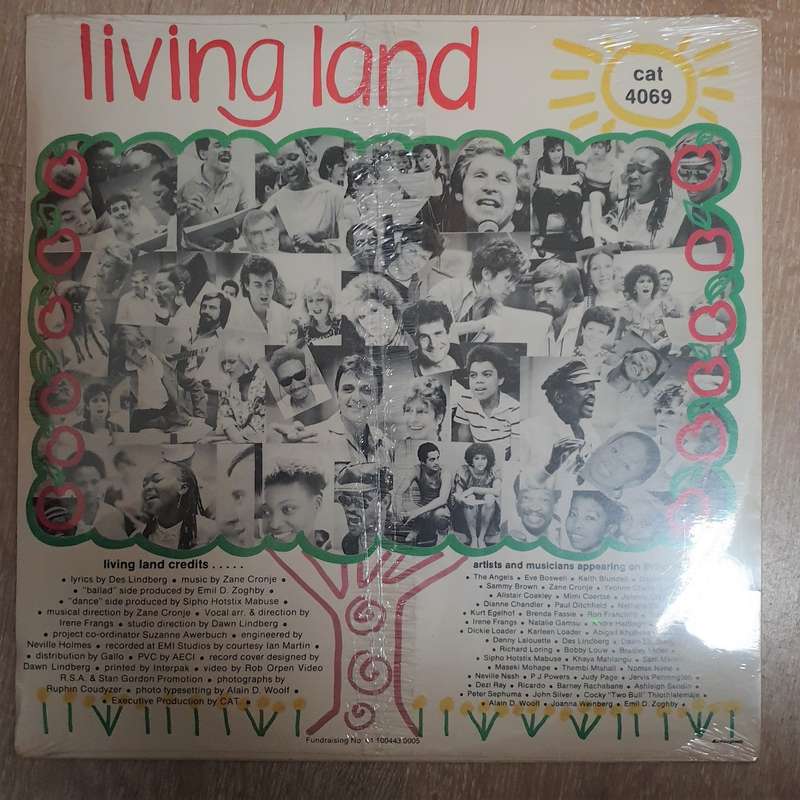 living land
cat
4069
living land credits . . . . .
• lyrics by Des Lindberg • music by Zane Cronje •
• "ballad" side produced by Emil D. Zoghby •
• "dance" side produced by Sipho Hotstix Mabuse •
musical direction by Zane Cronje • Vocal arr. & direction by
Irene Frangs • studio direction by Dawn Lindberg •
• project co-ordinator Suzanne Awerbuch • engineered by
Neville Holmes • recorded at EMI Studios by courtesy Ian Martin •
• distribution by Gallo • PVC by AECI • record cover designed by
Dawn Lindberg • printed by Interpak • video by Rob Orpen Video
R.S.A. & Stan Gordon Promotion • photographs by
Ruphin Coudyzer • photo typesetting by Alain D. Woolf •
Executive Production by CAT. •
artists and musicians appearing on
The Angels • Eve Boswell • Keith Blundell •
Sammy Brown • Zane Cronje • Yvonne
Alistair Coakley • Mimi Coertse •
Dianne Chandler • Paul Ditchfield •
Kurt Egelhof • Brenda Fassie • Ron Friedman •
Irene Frangs • Natalie Gamsu •
Dickie Loader • Karleen Loader •
Danny Lalouette • Des Lindberg •
Richard Loring • Bobby Louw •
Sipho Hotstix Mabuse • Khaya Mahlangu •
Maseko Mohape • Thembi Mtshali •
• Neville Nash • P J Powers • Judy Page • Jarvis Pennington
• Dezi Ray • Ricardo • Barney Rachabane • Ashleigh
Peter Sephuma • John Silver • Cocky "Two Bull" Tlhotlhalemaje
• Alain D. Woolf • Joanna Weinberg • Emil D. Zoghby •
Fundraising No. 01 100443 0005